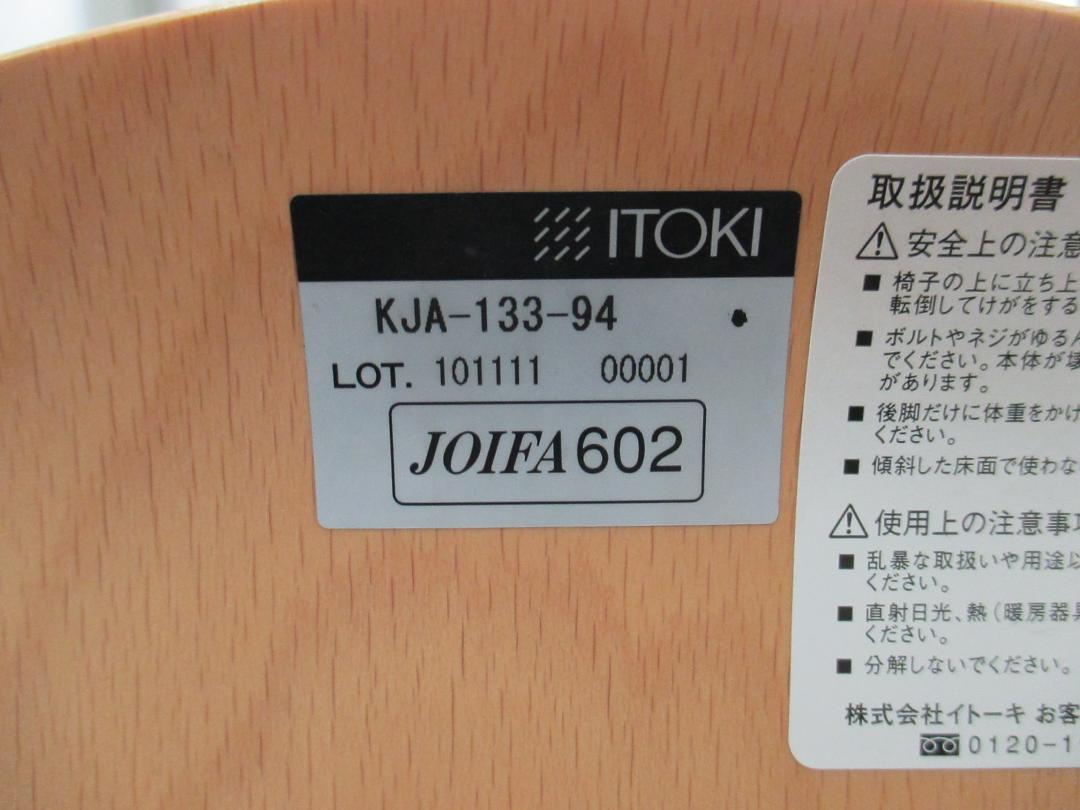 ITOKI
KJA-133-94
LOT. 101111 00001
JOIFA602
取扱説明書
安全上の注意
■ 椅子の上に立ち上
転倒してけがをする
■ ボルトやネジがゆる
でください。本体が
があります。
■ 後脚だけに体重をかけ
ください。
■ 傾斜した床面で使わな
使用上の注意事
■ 乱暴な取扱いや用途以
ください。
■ 直射日光、熱(暖房器具
ください。
■ 分解しないでください。
株式会社イトーキ お客
0120-1